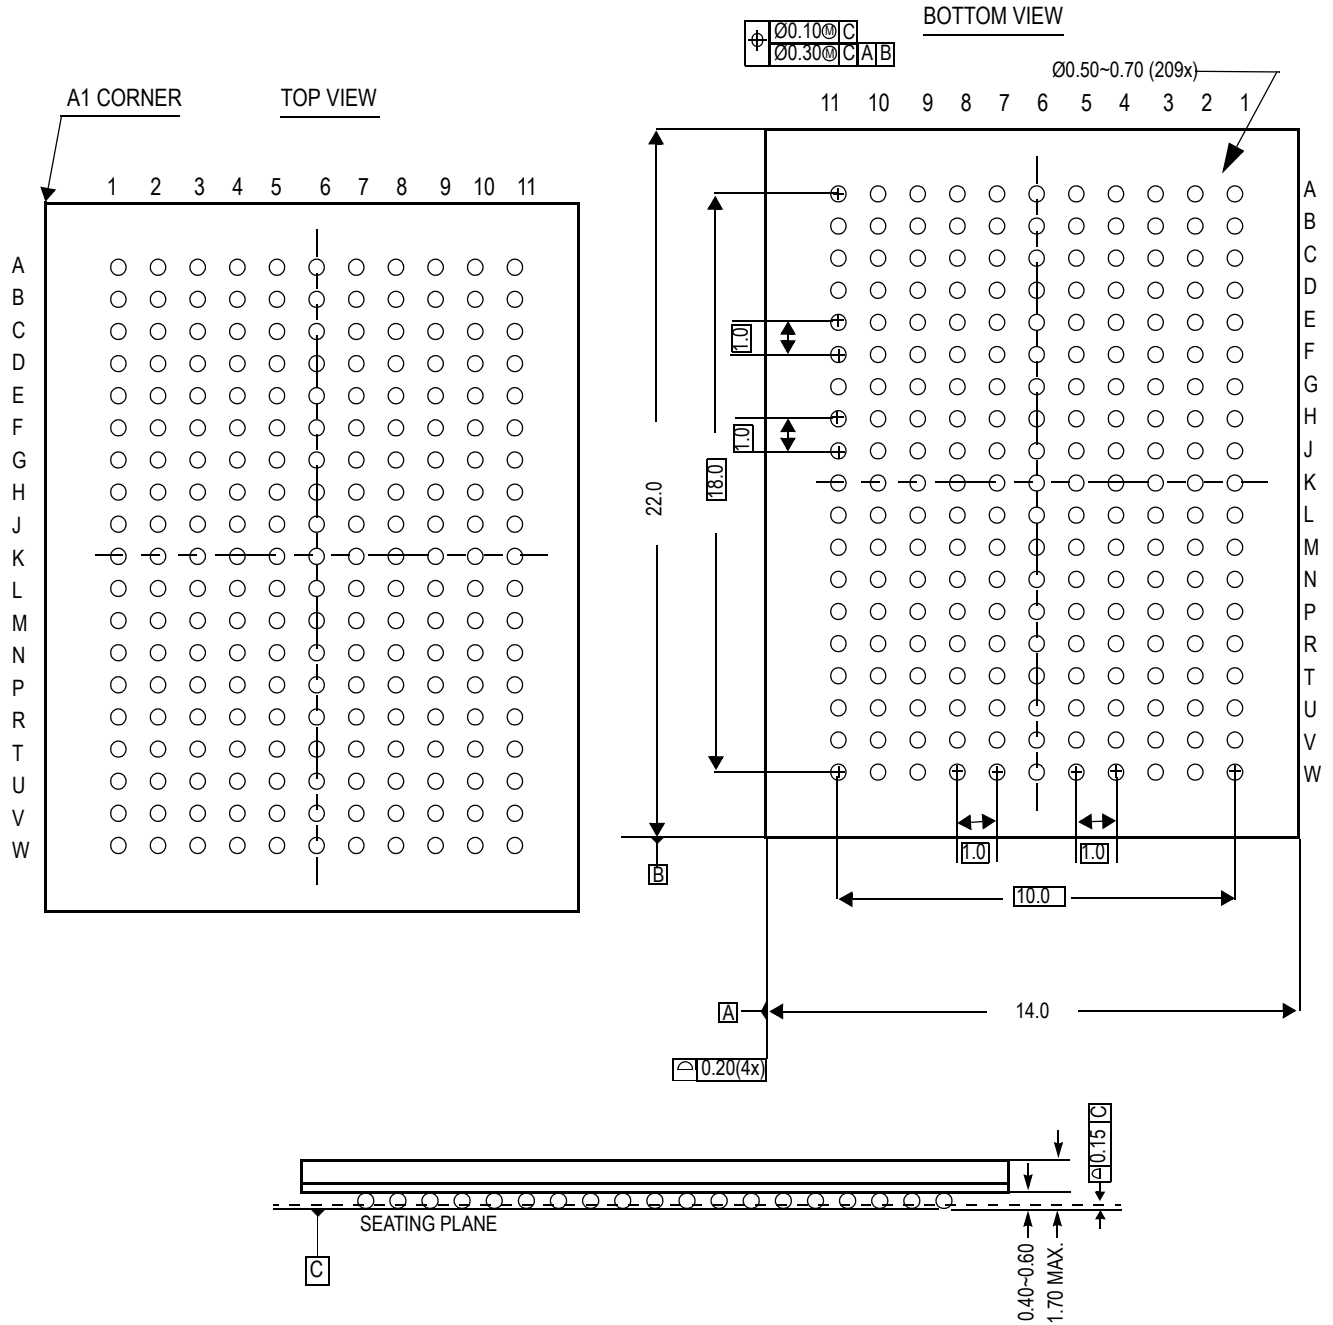 BOTTOM VIEW
Ø0.10Ⓜ C
Ø0.30Ⓜ C A B
Ø0.50~0.70 (209x)
A1 CORNER
TOP VIEW
11 10 9 8 7 6 5 4 3 2 1
1 2 3 4 5 6 7 8 9 10 11
A
B
C
D
E
F
G
H
J
K
L
M
N
P
R
T
U
V
W
A
B
C
D
E
F
G
H
J
K
L
M
N
P
R
T
U
V
W
1.0
1.0
18.0
22.0
1.0
1.0
B
10.0
A
14.0
0.20(4x)
0.15 C
SEATING PLANE
C
0.40~0.60
1.70 MAX.